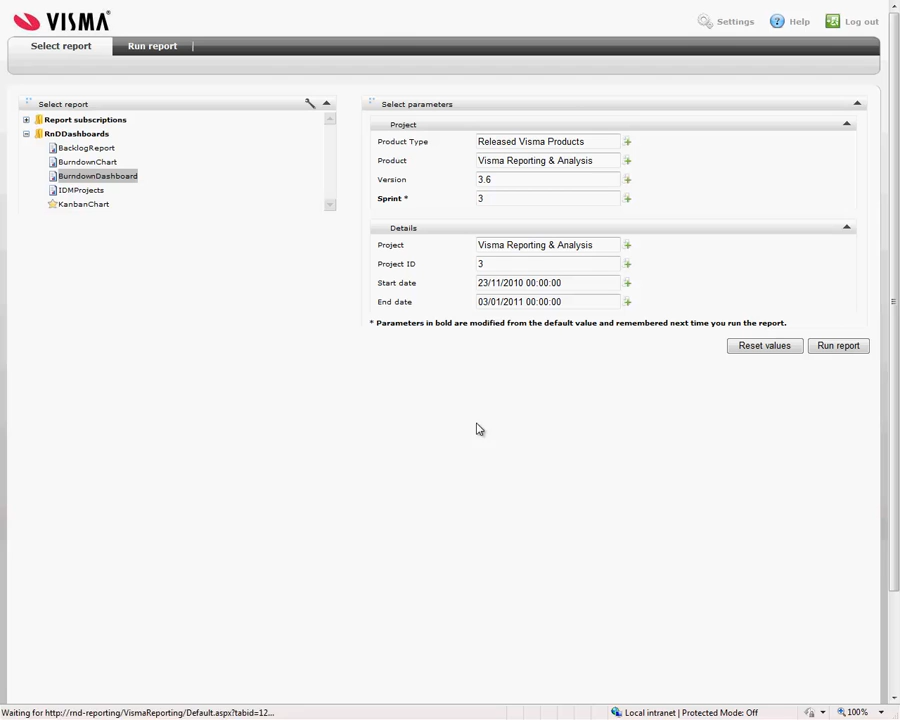 VISMA
Settings
Help
Log out
Select report
Run report
Select report
Report subscriptions
RnDDashboards
BacklogReport
BurndownChart
BurndownDashboard
IDMProjects
KanbanChart
Select parameters
Project
Product Type
Released Visma Products
Product
Visma Reporting & Analysis
Version
3.6
Sprint *
3
Details
Project
Visma Reporting & Analysis
Project ID
3
Start date
23/11/2010 00:00:00
End date
03/01/2011 00:00:00
* Parameters in bold are modified from the default value and remembered next time you run the report.
Reset values
Run report
Waiting for http://rnd-reporting/VismaReporting/Default.aspx?tabid=12...
Local intranet | Protected Mode: Off
100%